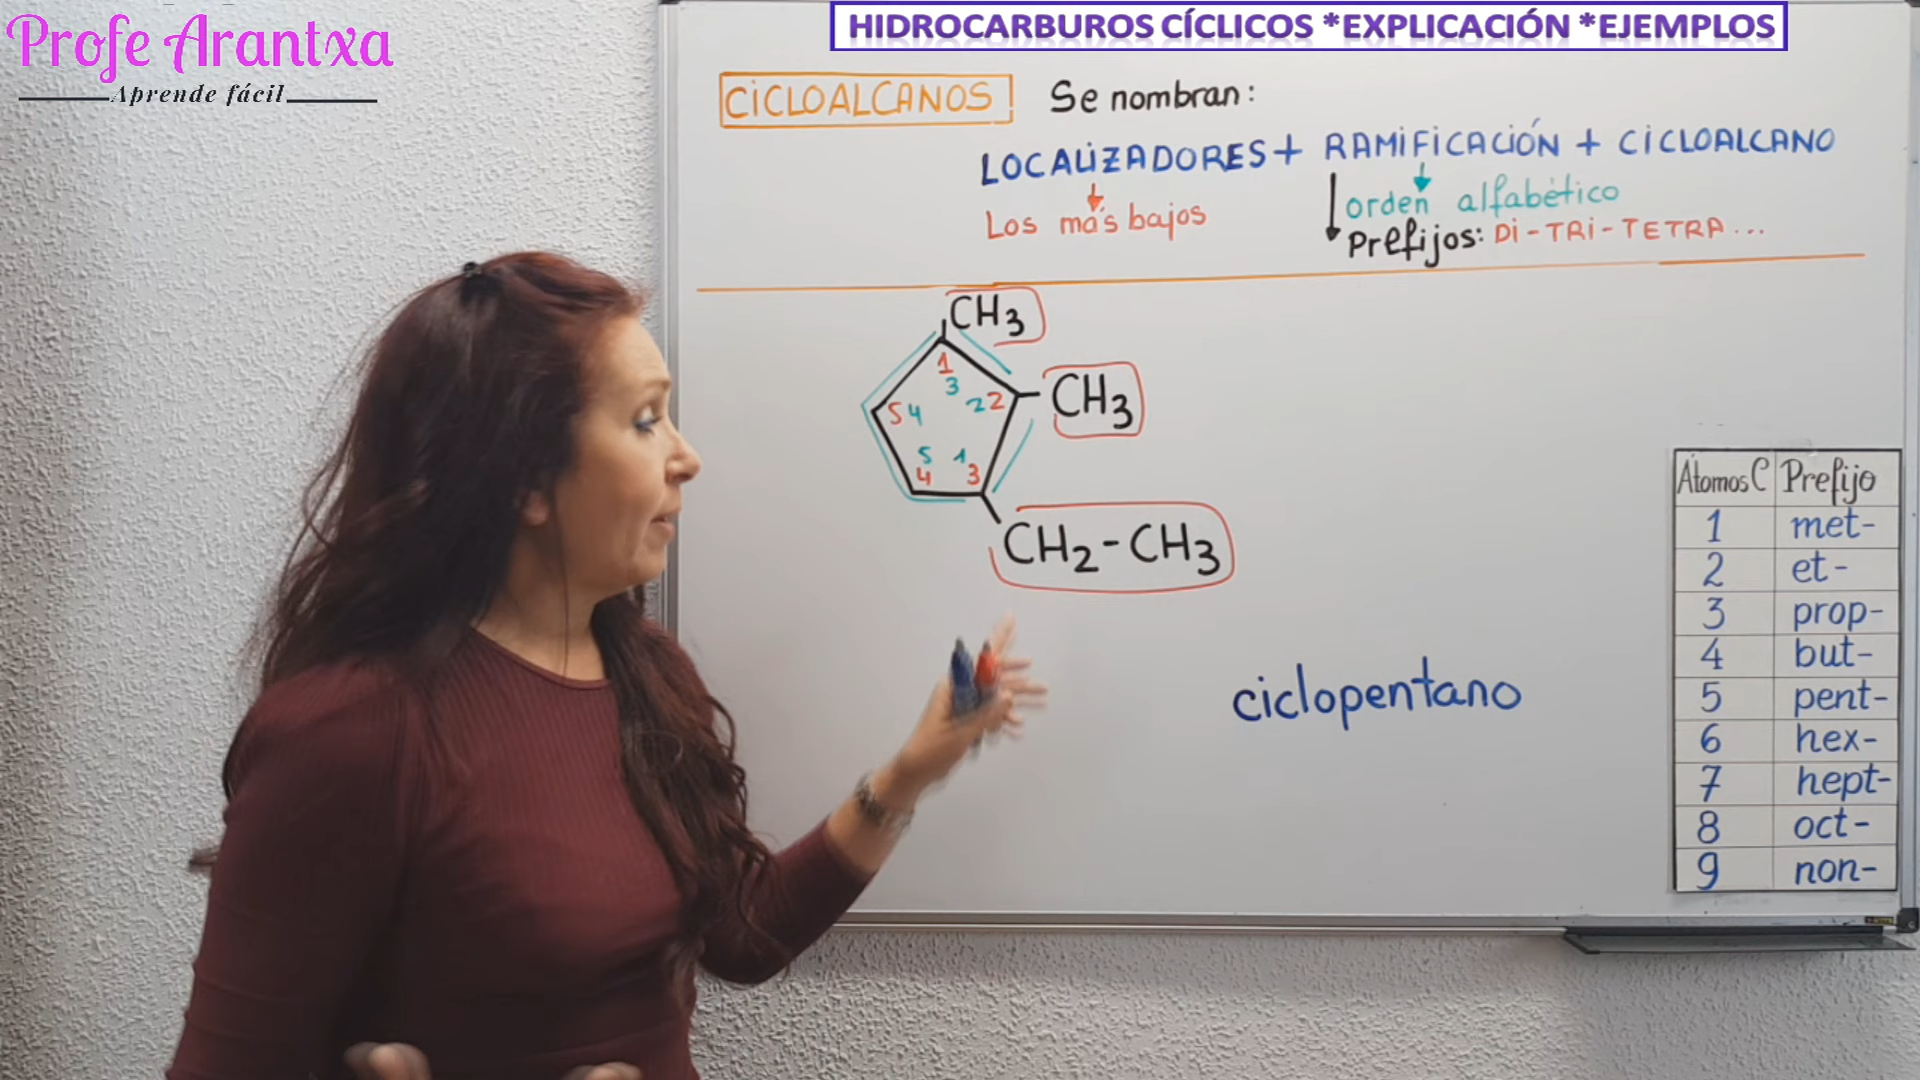 Profe Arantxa
Aprende fácil
HIDROCARBUROS CÍCLICOS *EXPLICACIÓN *EJEMPLOS
CICLOALCANOS Se nombran:
LOCALIZADORES + RAMIFICACIÓN + CICLOALCANO
Los más bajos
orden alfabético
Prefijos: DI-TRI-TETRA...
CH3
1
3
2 2
CH3
5 4
5 1
4 3
CH2-CH3
ciclopentano
Átomos C Prefijo
1 met-
2 et-
3 prop-
4 but-
5 pent-
6 hex-
7 hept-
8 oct-
9 non-